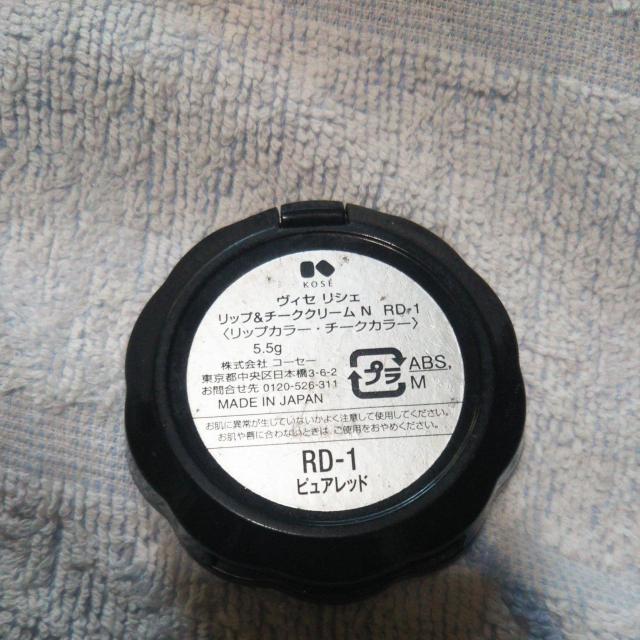 KOSÉ
ヴィセ リシェ
リップ&チーククリーム N RD-1
〈リップカラー・チークカラー〉
5.5g
株式会社 コーセー
東京都中央区日本橋3-6-2
お問合せ先 0120-526-311
MADE IN JAPAN
プラ
ABS,
M
お肌に異常が生じていないかよく注意して使用してください。
お肌や唇に合わないときは、ご使用をおやめください。
RD-1
ピュアレッド